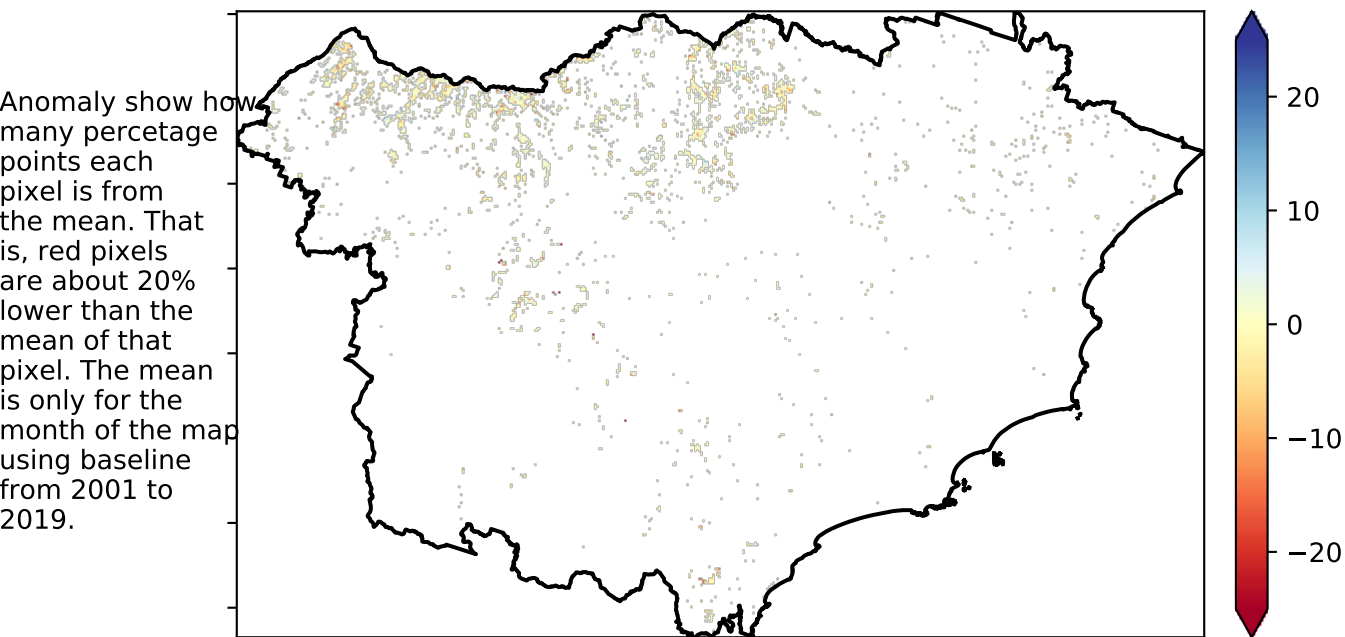 Anomaly show how
many percetage
points each
pixel is from
the mean. That
is, red pixels
are about 20%
lower than the
mean of that
pixel. The mean
is only for the
month of the map
using baseline
from 2001 to
2019.
20
10
0
−10
−20